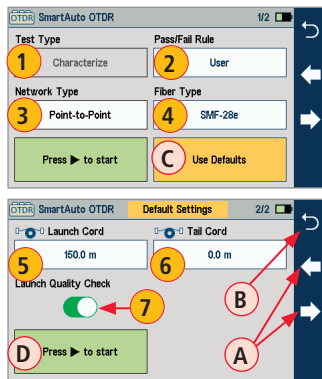 OTDR SmartAuto OTDR 1/2
Test Type Pass/Fail Rule
1 Characterize 2 User
Network Type Fiber Type
3 Point-to-Point 4 SMF-28e
Press ▶ to start C Use Defaults
OTDR SmartAuto OTDR Default Settings 2/2
Launch Cord Tail Cord
5 150.0 m 6 0.0 m
Launch Quality Check
7 B
D Press ▶ to start A